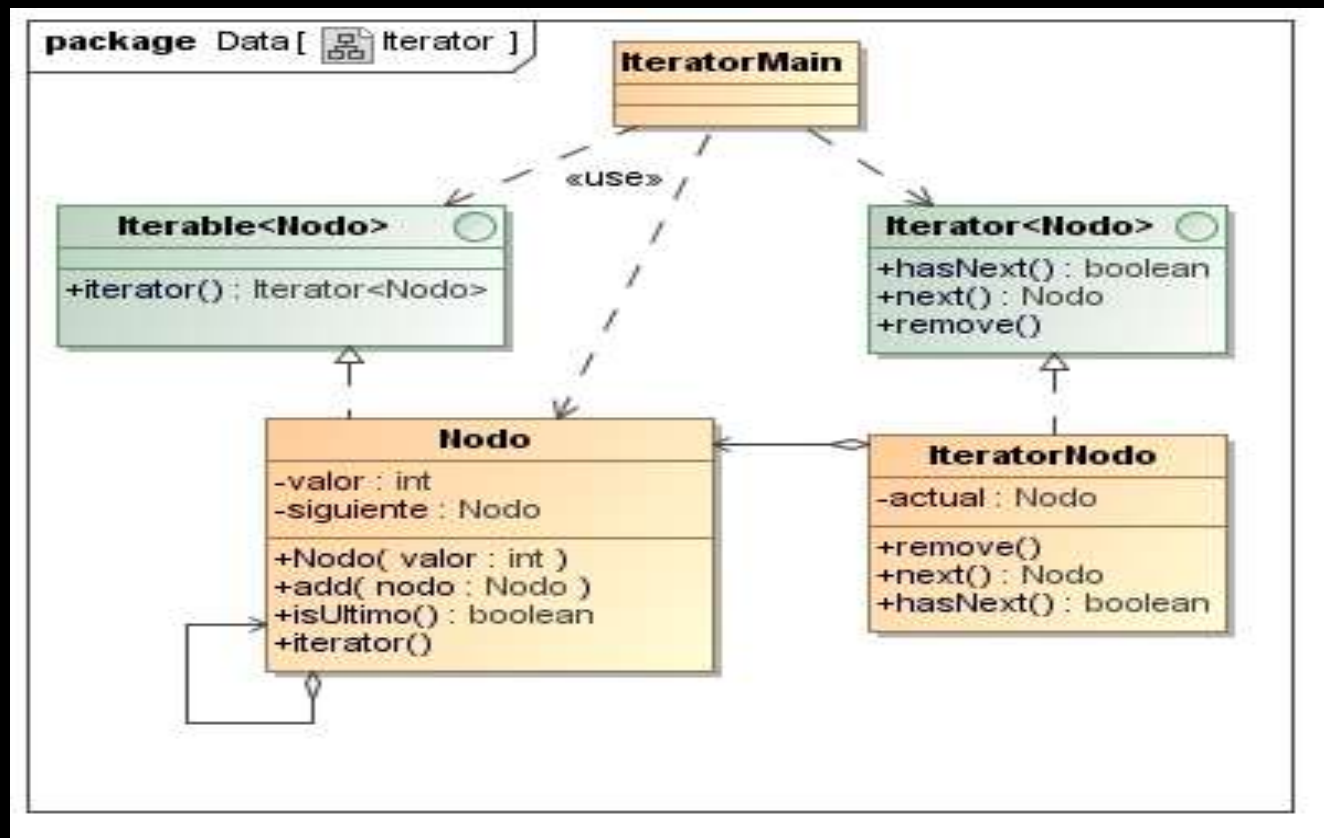 package Data[ Iterator ]
IteratorMain
«use»
Iterable<Nodo>
+iterator() : Iterator<Nodo>
Iterator<Nodo>
+hasNext() : boolean
+next() : Nodo
+remove()
Nodo
-valor : int
-siguiente : Nodo
+Nodo( valor : int )
+add( nodo : Nodo )
+isUltimo() : boolean
+iterator()
IteratorNodo
-actual : Nodo
+remove()
+next() : Nodo
+hasNext() : boolean